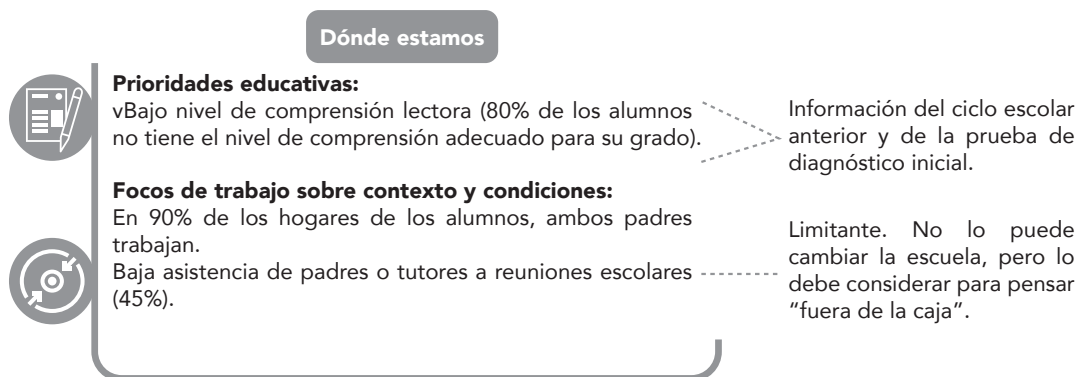 Dónde estamos
Prioridades educativas:
vBajo nivel de comprensión lectora (80% de los alumnos
no tiene el nivel de comprensión adecuado para su grado).
Información del ciclo escolar
anterior y de la prueba de
diagnóstico inicial.
Focos de trabajo sobre contexto y condiciones:
En 90% de los hogares de los alumnos, ambos padres
trabajan.
Baja asistencia de padres o tutores a reuniones escolares
(45%).
Limitante. No lo puede
cambiar la escuela, pero lo
debe considerar para pensar
“fuera de la caja”.